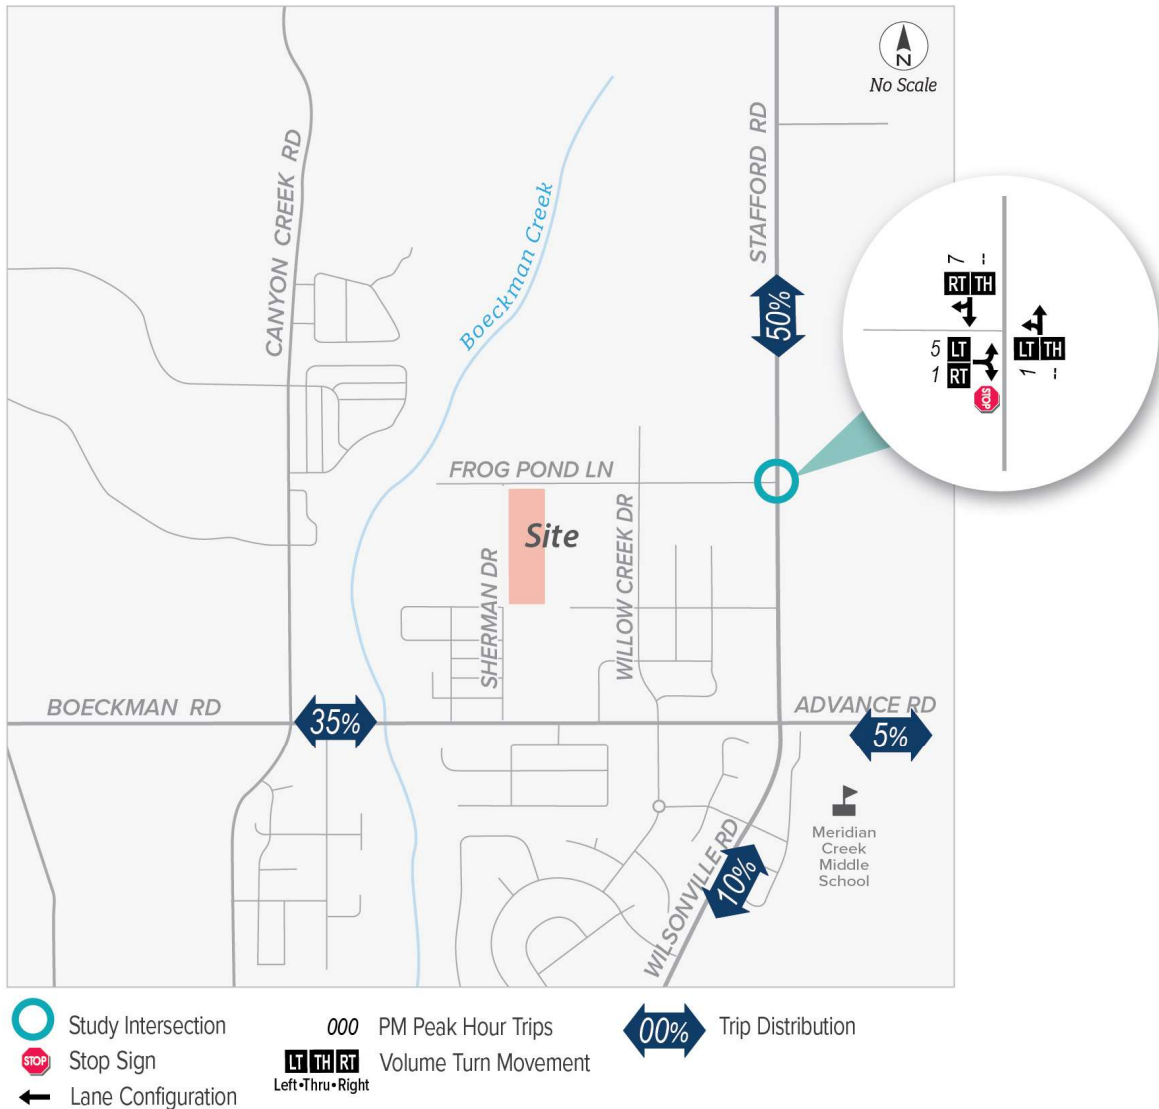 N
No Scale
CANYON CREEK RD
Boeckman Creek
STAFFORD RD
50%
7 --
RT TH
5 LT
1 RT
LT TH
1 --
STOP
FROG POND LN
Site
SHERMAN DR
WILLOW CREEK DR
BOECKMAN RD
35%
ADVANCE RD
5%
WILSONVILLE RD
10%
Meridian
Creek
Middle
School
Study Intersection
000 PM Peak Hour Trips
00% Trip Distribution
STOP Stop Sign
LT TH RT Volume Turn Movement
Left•Thru•Right
Lane Configuration